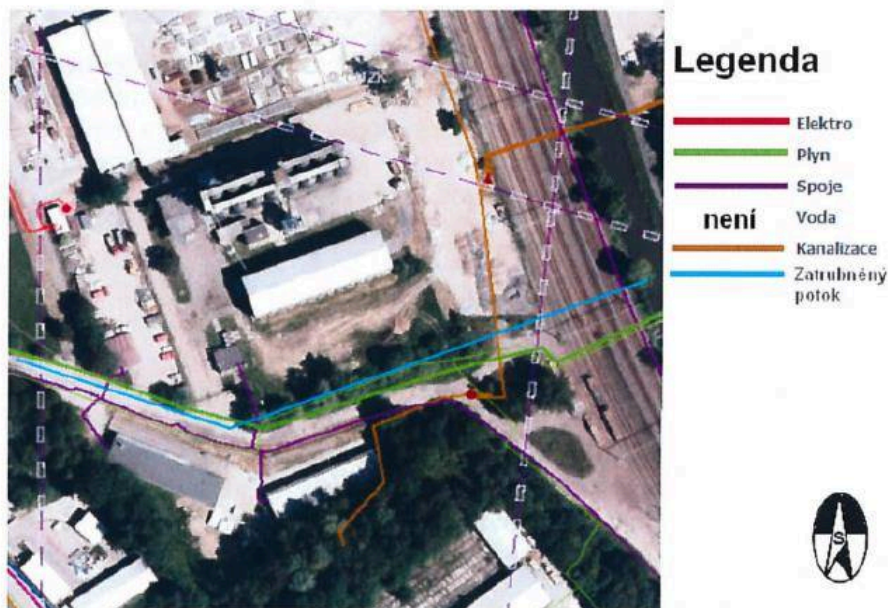 Legenda
Elektro
Plyn
Spoje
není Voda
Kanalizace
Zatrubněný
potok
S